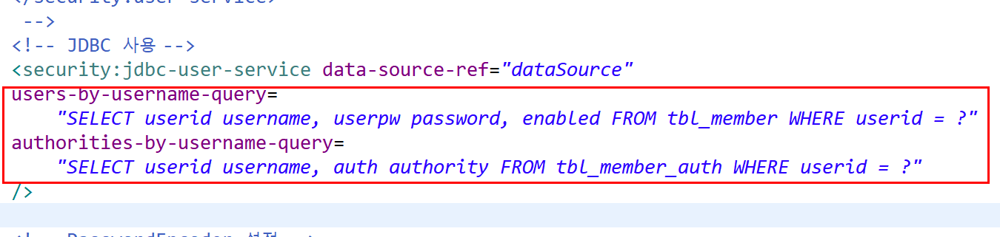 </security:user-service>
-->
<!-- JDBC 사용 -->
<security:jdbc-user-service data-source-ref="dataSource"
users-by-username-query=
"SELECT userid username, userpw password, enabled FROM tbl_member WHERE userid = ?"
authorities-by-username-query=
"SELECT userid username, auth authority FROM tbl_member_auth WHERE userid = ?"
/>
<!-- PasswordEncoder 설정 -->